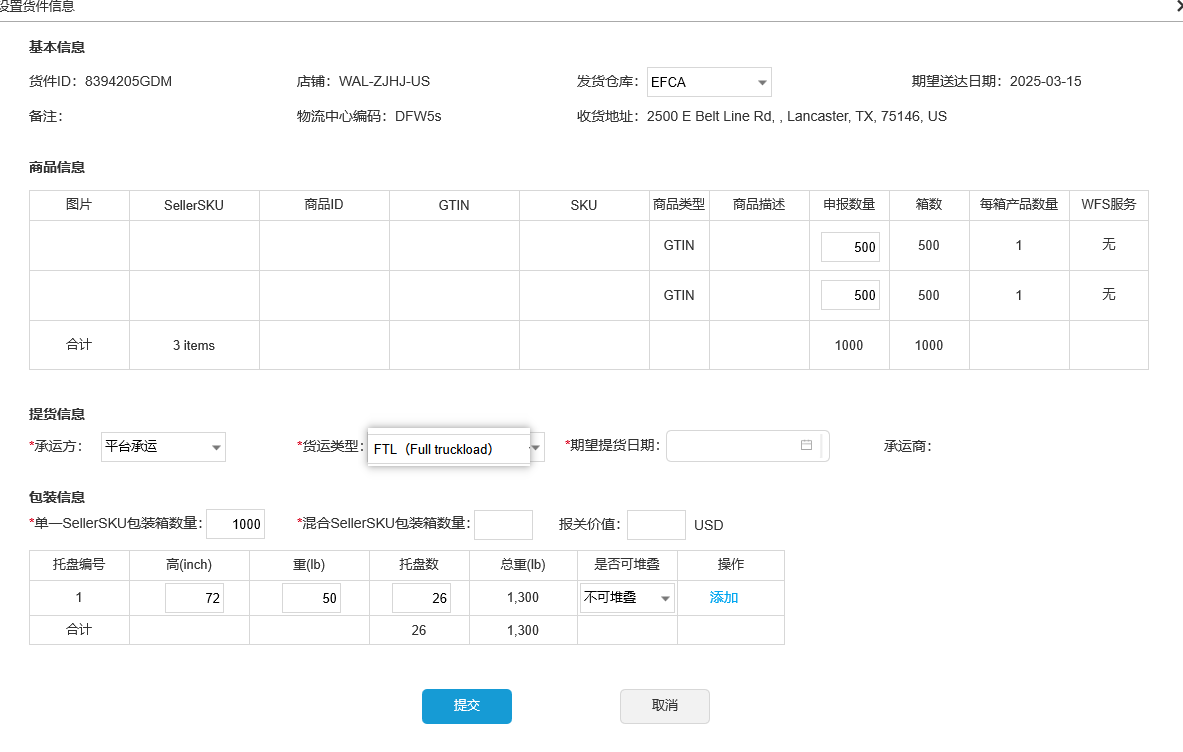 设置货件信息
基本信息
货件ID： 8394205GDM 店铺： WAL-ZJHJ-US 发货仓库： EFCA 期望送达日期： 2025-03-15
备注： 物流中心编码： DFW5s 收货地址： 2500 E Belt Line Rd, , Lancaster, TX, 75146, US
商品信息
图片 SellerSKU 商品ID GTIN SKU 商品类型 商品描述 申报数量 箱数 每箱产品数量 WFS服务
GTIN 500 500 1 无
GTIN 500 500 1 无
合计 3 items 1000 1000
提货信息
*承运方： 平台承运 *货运类型： FTL（Full truckload） *期望提货日期： 承运商：
包装信息
*单一SellerSKU包装箱数量： 1000 *混合SellerSKU包装箱数量： 报关价值： USD
托盘编号 高(inch) 重(lb) 托盘数 总重(lb) 是否可堆叠 操作
1 72 50 26 1,300 不可堆叠 添加
合计 26 1,300
提交 取消